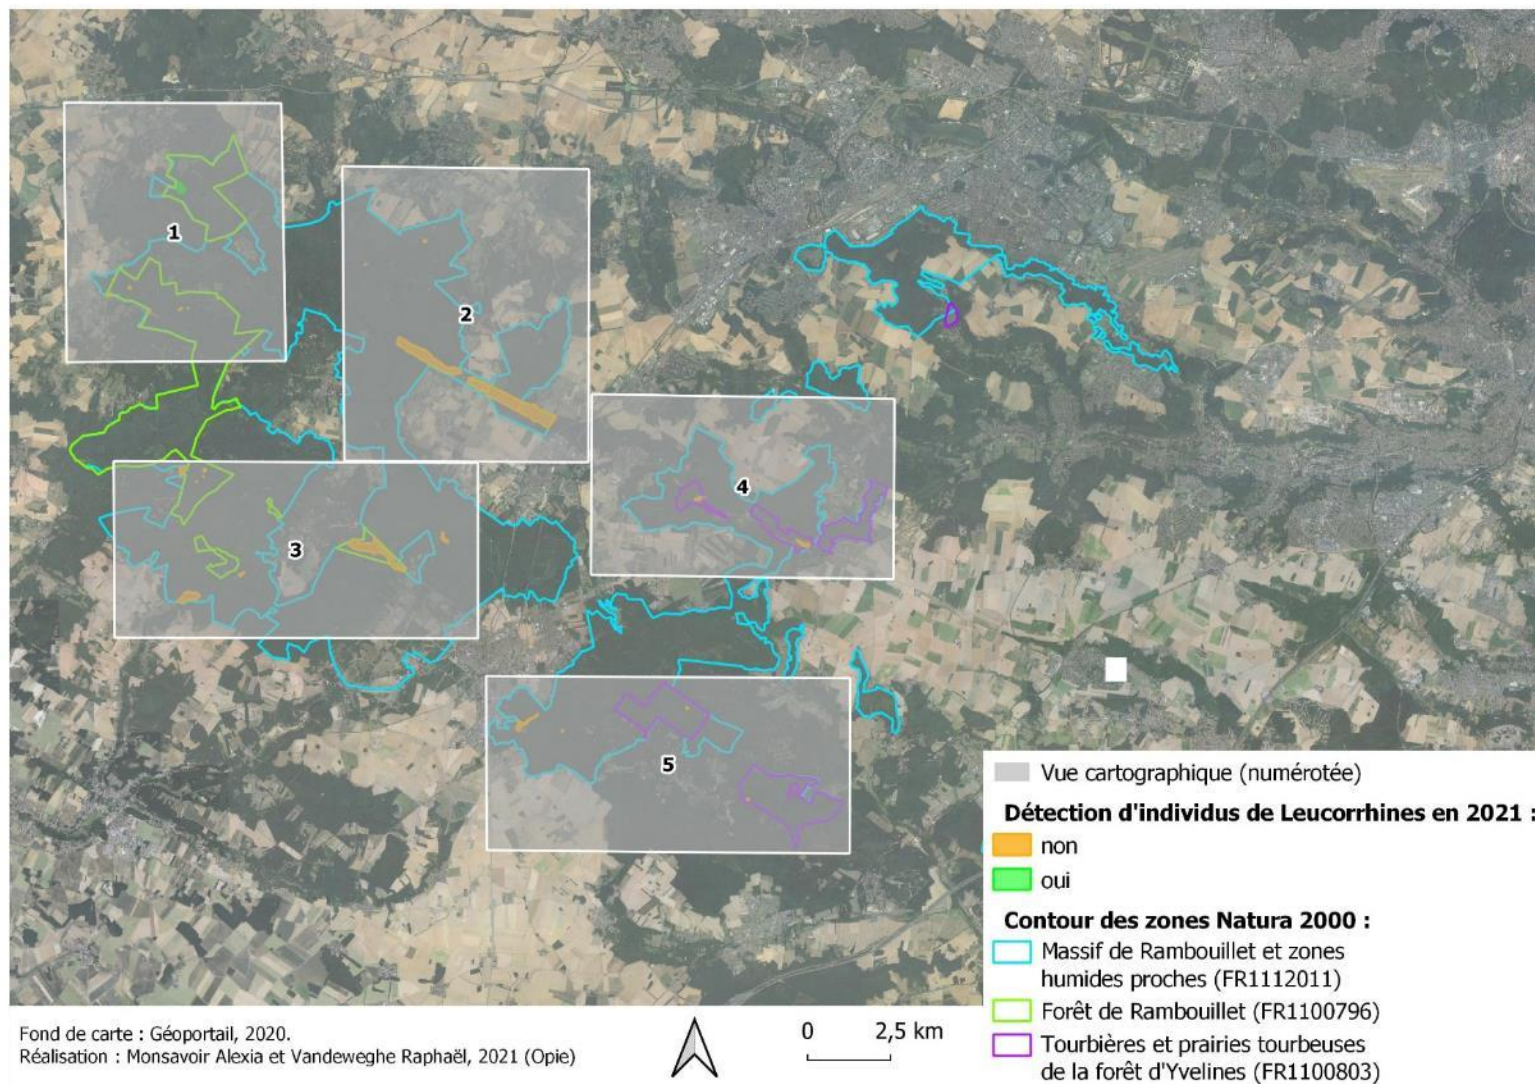 1
2
3
4
5
Vue cartographique (numérotée)
Détection d'individus de Leucorrhines en 2021 :
non
oui
Contour des zones Natura 2000 :
Massif de Rambouillet et zones
humides proches (FR1112011)
Forêt de Rambouillet (FR1100796)
Tourbières et prairies tourbeuses
de la forêt d'Yvelines (FR1100803)
Fond de carte : Géoportail, 2020.
Réalisation : Monsavoir Alexia et Vandeweghe Raphaël, 2021 (Opie)
0 2,5 km